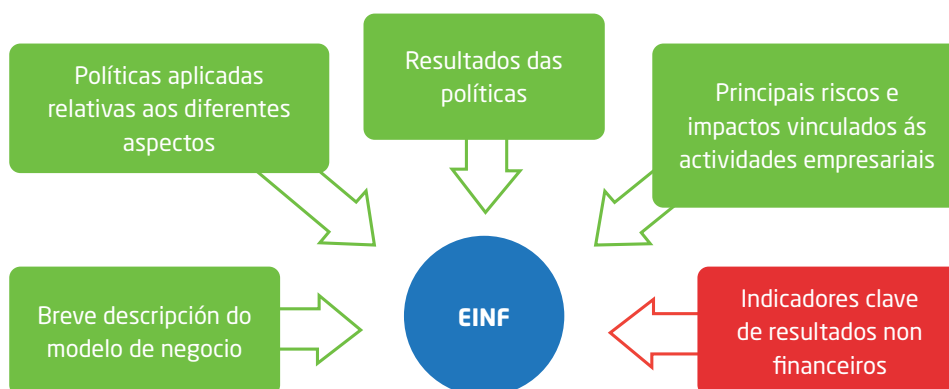 Políticas aplicadas
relativas aos diferentes
aspectos
Resultados das
políticas
Principais riscos e
impactos vinculados ás
actividades empresariais
Breve descripción do
modelo de negocio
EINF
Indicadores clave
de resultados non
financeiros